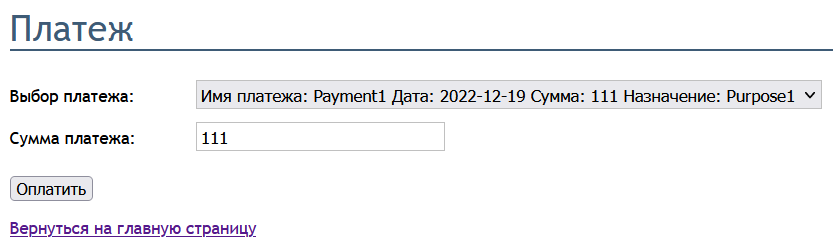 Платеж
Выбор платежа: Имя платежа: Payment1 Дата: 2022-12-19 Сумма: 111 Назначение: Purpose1
Сумма платежа: 111
Оплатить
Вернуться на главную страницу